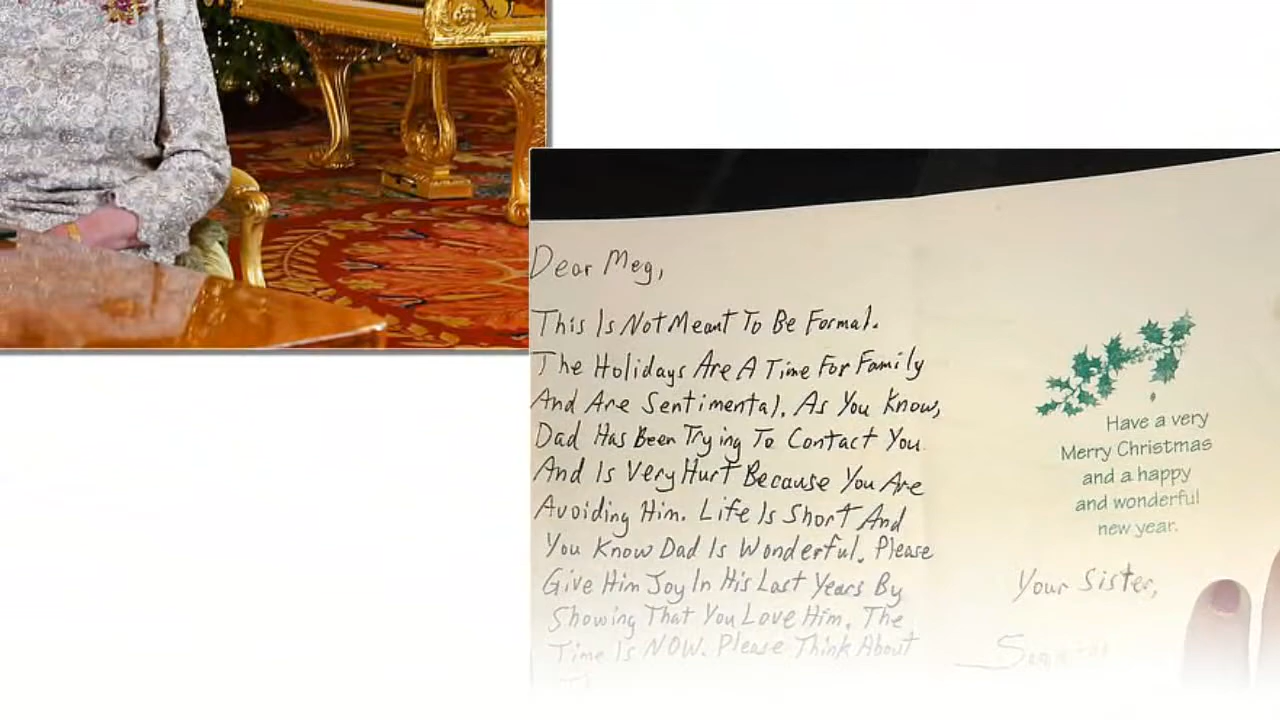 Dear Meg,
This Is Not Meant To Be Formal.
The Holidays Are A Time For Family
And Are Sentimental. As You Know,
Dad Has Been Trying To Contact You
And Is Very Hurt Because You Are
Avoiding Him. Life Is Short And
You Know Dad Is Wonderful. Please
Give Him Joy In His Last Years By
Showing That You Love Him. The
Time Is NOW. Please Think About
Have a very
Merry Christmas
and a happy
and wonderful
new year.
Your Sister,